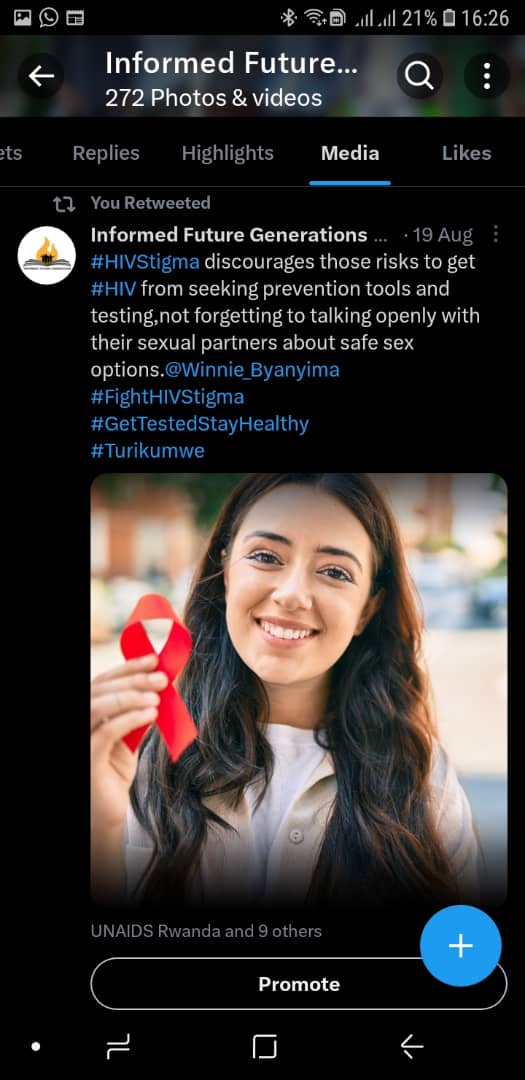 21% 16:26
Informed Future...
272 Photos & videos
ets Replies Highlights Media Likes
You Retweeted
Informed Future Generations ... · 19 Aug
#HIVStigma discourages those risks to get
#HIV from seeking prevention tools and
testing,not forgetting to talking openly with
their sexual partners about safe sex
options.@Winnie_Byanyima
#FightHIVStigma
#GetTestedStayHealthy
#Turikumwe
UNAIDS Rwanda and 9 others
Promote